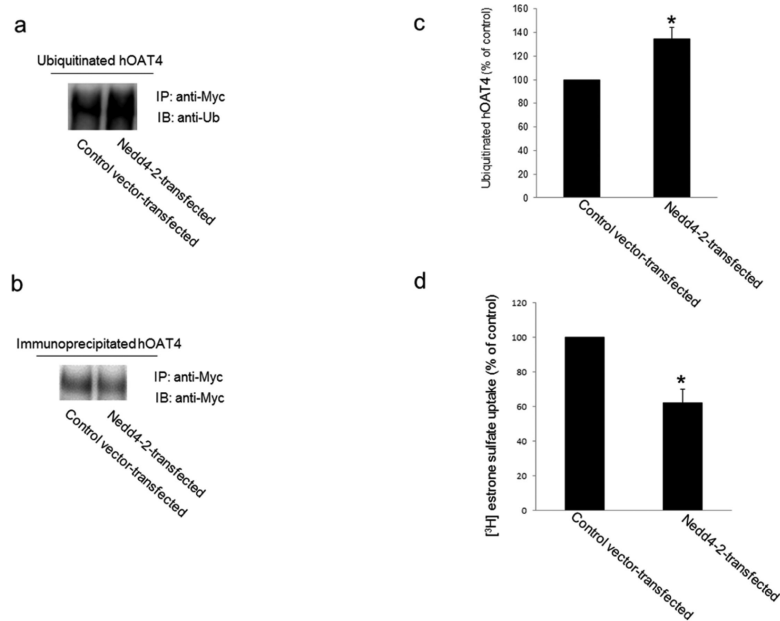 a
Ubiquitinated hOAT4
IP: anti-Myc
IB: anti-Ub
Control vector-transfected
Nedd4-2-transfected
b
Immunoprecipitated hOAT4
IP: anti-Myc
IB: anti-Myc
Control vector-transfected
Nedd4-2-transfected
c
Ubiquitinated hOAT4 (% of control)
160
140
120
100
80
60
40
20
0
*
Control vector-transfected
Nedd4-2-transfected
d
[³H] estrone sulfate uptake (% of control)
120
100
80
60
40
20
0
*
Control vector-transfected
Nedd4-2-transfected